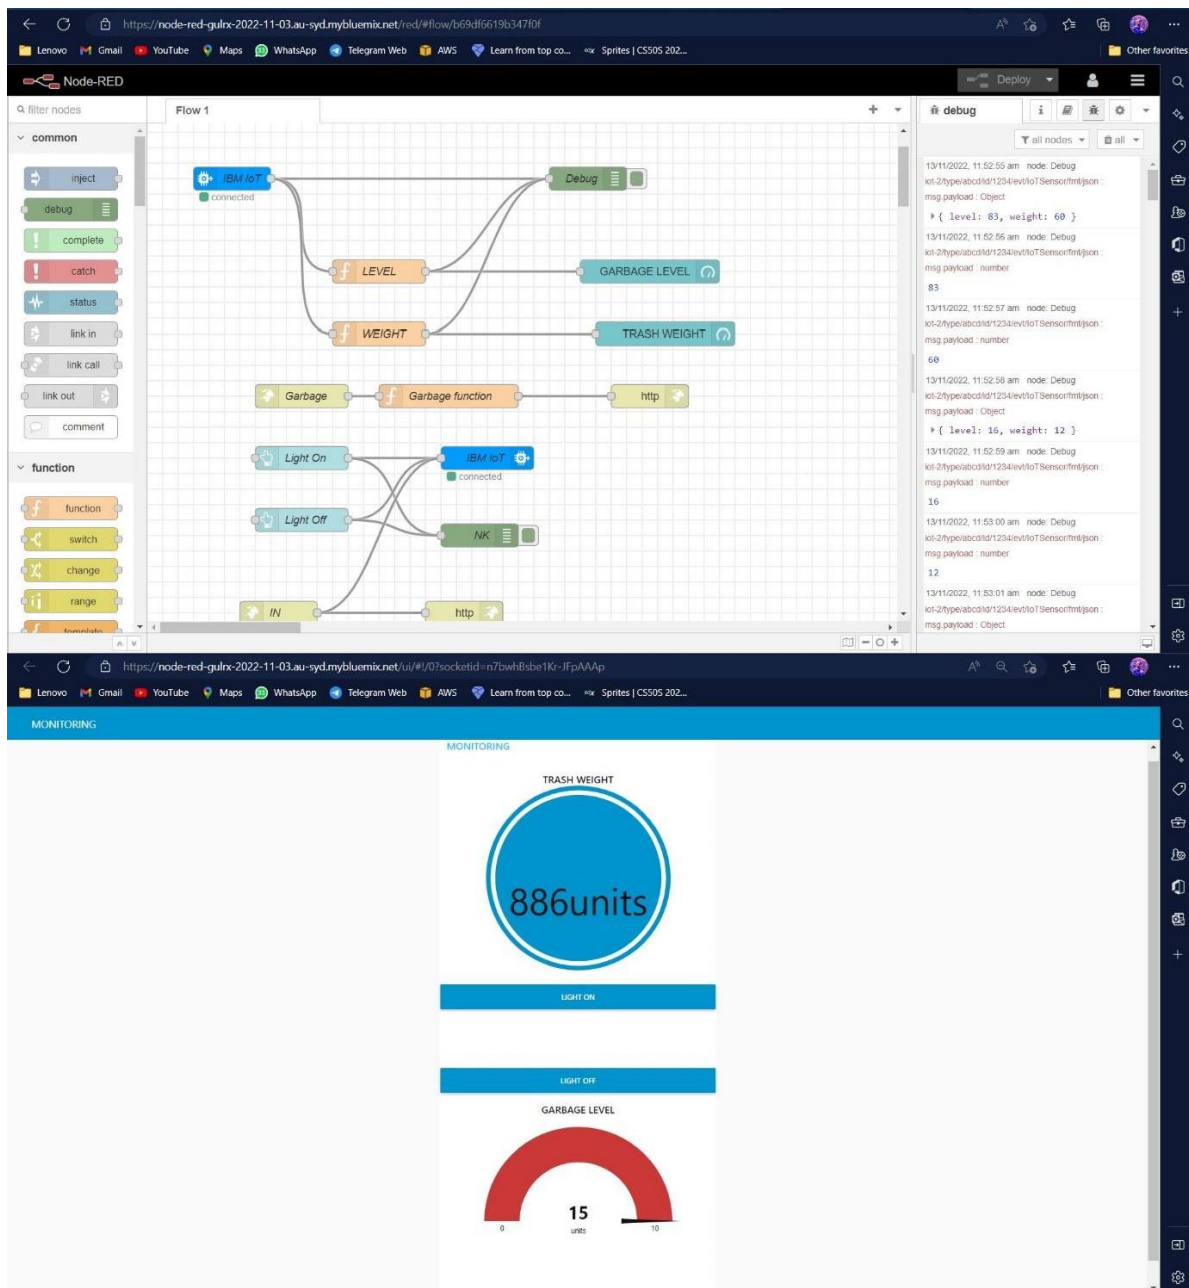 https://node-red-gulrx-2022-11-03.au-syd.mybluemix.net/red/#flow/b69df6619b347f0f
Lenovo Gmail YouTube Maps WhatsApp Telegram Web AWS Learn from top co... Sprites | CS50S 202... Other favorites
Node-RED Deploy
filter nodes Flow 1 debug
all nodes all
common
inject
debug
complete
catch
status
link in
link call
link out
comment
function
function
switch
change
range
template
IBM IoT
connected
Debug
LEVEL
GARBAGE LEVEL
WEIGHT
TRASH WEIGHT
Garbage
Garbage function
http
Light On
IBM IoT
connected
Light Off
NK
IN
http
13/11/2022, 11:52:55 am node: Debug
iot-2/type/abcd/id/1234/evt/IoTSensor/fmt/json :
msg.payload : Object
{ level: 83, weight: 60 }
13/11/2022, 11:52:56 am node: Debug
iot-2/type/abcd/id/1234/evt/IoTSensor/fmt/json :
msg.payload : number
83
13/11/2022, 11:52:57 am node: Debug
iot-2/type/abcd/id/1234/evt/IoTSensor/fmt/json :
msg.payload : number
60
13/11/2022, 11:52:58 am node: Debug
iot-2/type/abcd/id/1234/evt/IoTSensor/fmt/json :
msg.payload : Object
{ level: 16, weight: 12 }
13/11/2022, 11:52:59 am node: Debug
iot-2/type/abcd/id/1234/evt/IoTSensor/fmt/json :
msg.payload : number
16
13/11/2022, 11:53:00 am node: Debug
iot-2/type/abcd/id/1234/evt/IoTSensor/fmt/json :
msg.payload : number
12
13/11/2022, 11:53:01 am node: Debug
iot-2/type/abcd/id/1234/evt/IoTSensor/fmt/json :
msg.payload : Object
https://node-red-gulrx-2022-11-03.au-syd.mybluemix.net/ui/#!/0?socketid=n7bwhBsbe1Kr-JFpAAAp
Lenovo Gmail YouTube Maps WhatsApp Telegram Web AWS Learn from top co... Sprites | CS50S 202... Other favorites
MONITORING
MONITORING
TRASH WEIGHT
886units
LIGHT ON
LIGHT OFF
GARBAGE LEVEL
15
units
0 10